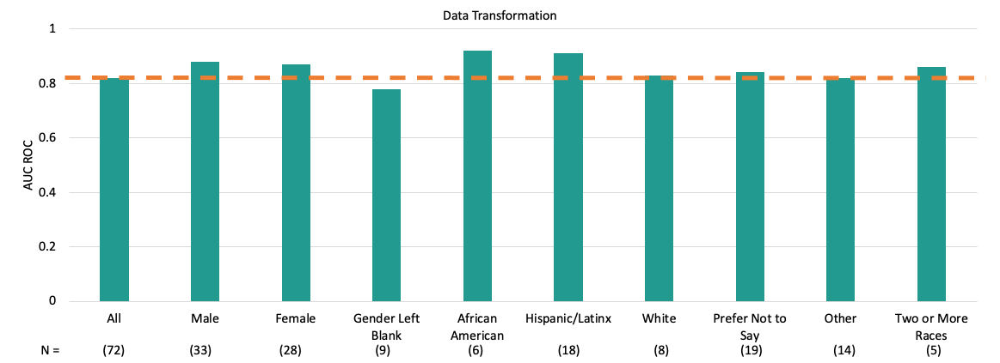 Data Transformation
1
0.8
0.6
0.4
0.2
0
AUC ROC
All
Male
Female
Gender Left
Blank
African
American
Hispanic/Latinx
White
Prefer Not to
Say
Other
Two or More
Races
N =
(72)
(33)
(28)
(9)
(6)
(18)
(8)
(19)
(14)
(5)